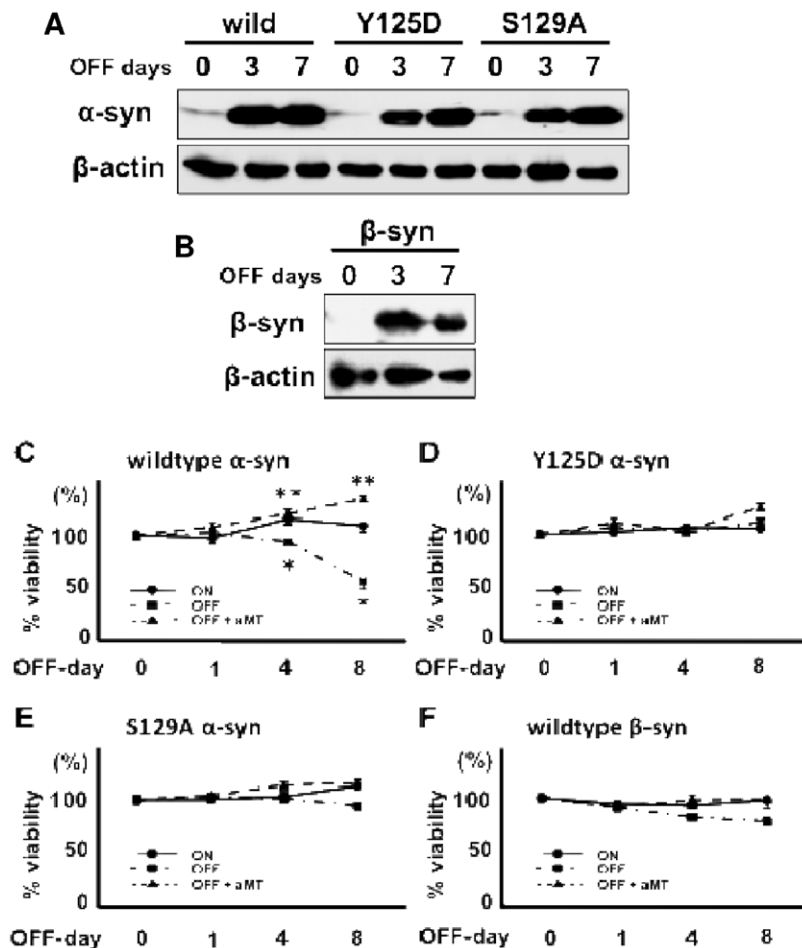 A
wild Y125D S129A
OFF days 0 3 7 0 3 7 0 3 7
α-syn
β-actin
B
β-syn
OFF days 0 3 7
β-syn
β-actin
C wildtype α-syn
(%)
% viability
100
50
0
** **
*
*
ON
OFF
OFF + aMT
OFF-day 0 1 4 8
D Y125D α-syn
(%)
% viability
100
50
0
ON
OFF
OFF + aMT
OFF-day 0 1 4 8
E S129A α-syn
(%)
% viability
100
50
0
ON
OFF
OFF + aMT
OFF-day 0 1 4 8
F wildtype β-syn
(%)
% viability
100
50
0
ON
OFF
OFF + aMT
OFF-day 0 1 4 8